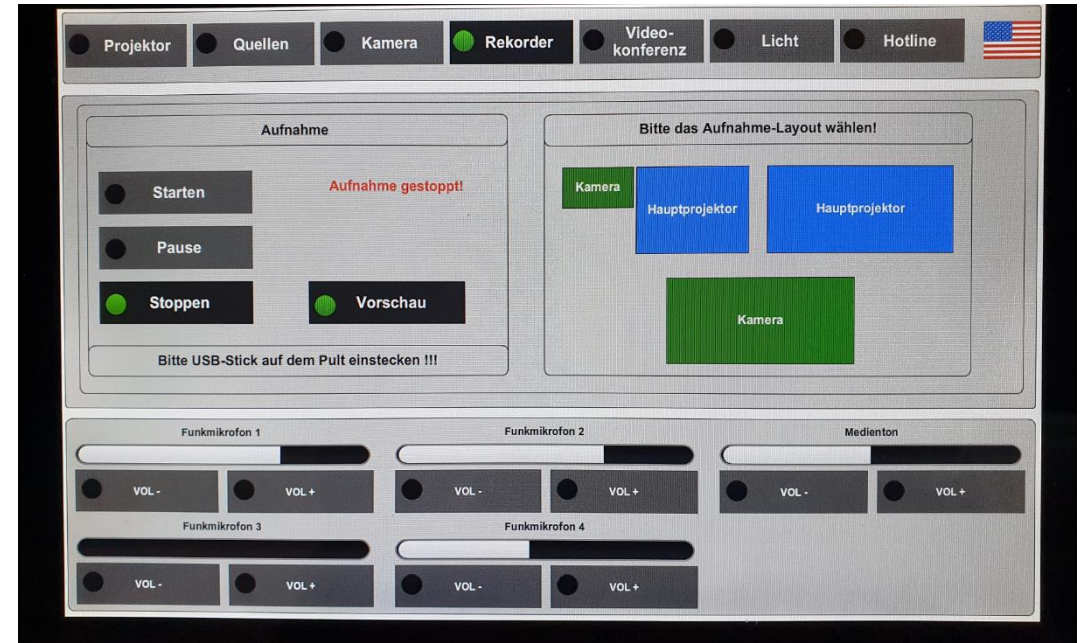 Projektor
Quellen
Kamera
Rekorder
Video-
konferenz
Licht
Hotline
Aufnahme
Starten
Aufnahme gestoppt!
Pause
Stoppen
Vorschau
Bitte USB-Stick auf dem Pult einstecken !!!
Bitte das Aufnahme-Layout wählen!
Kamera
Hauptprojektor
Hauptprojektor
Kamera
Funkmikrofon 1
VOL -
VOL +
Funkmikrofon 2
VOL -
VOL +
Medienton
VOL -
VOL +
Funkmikrofon 3
VOL -
VOL +
Funkmikrofon 4
VOL -
VOL +